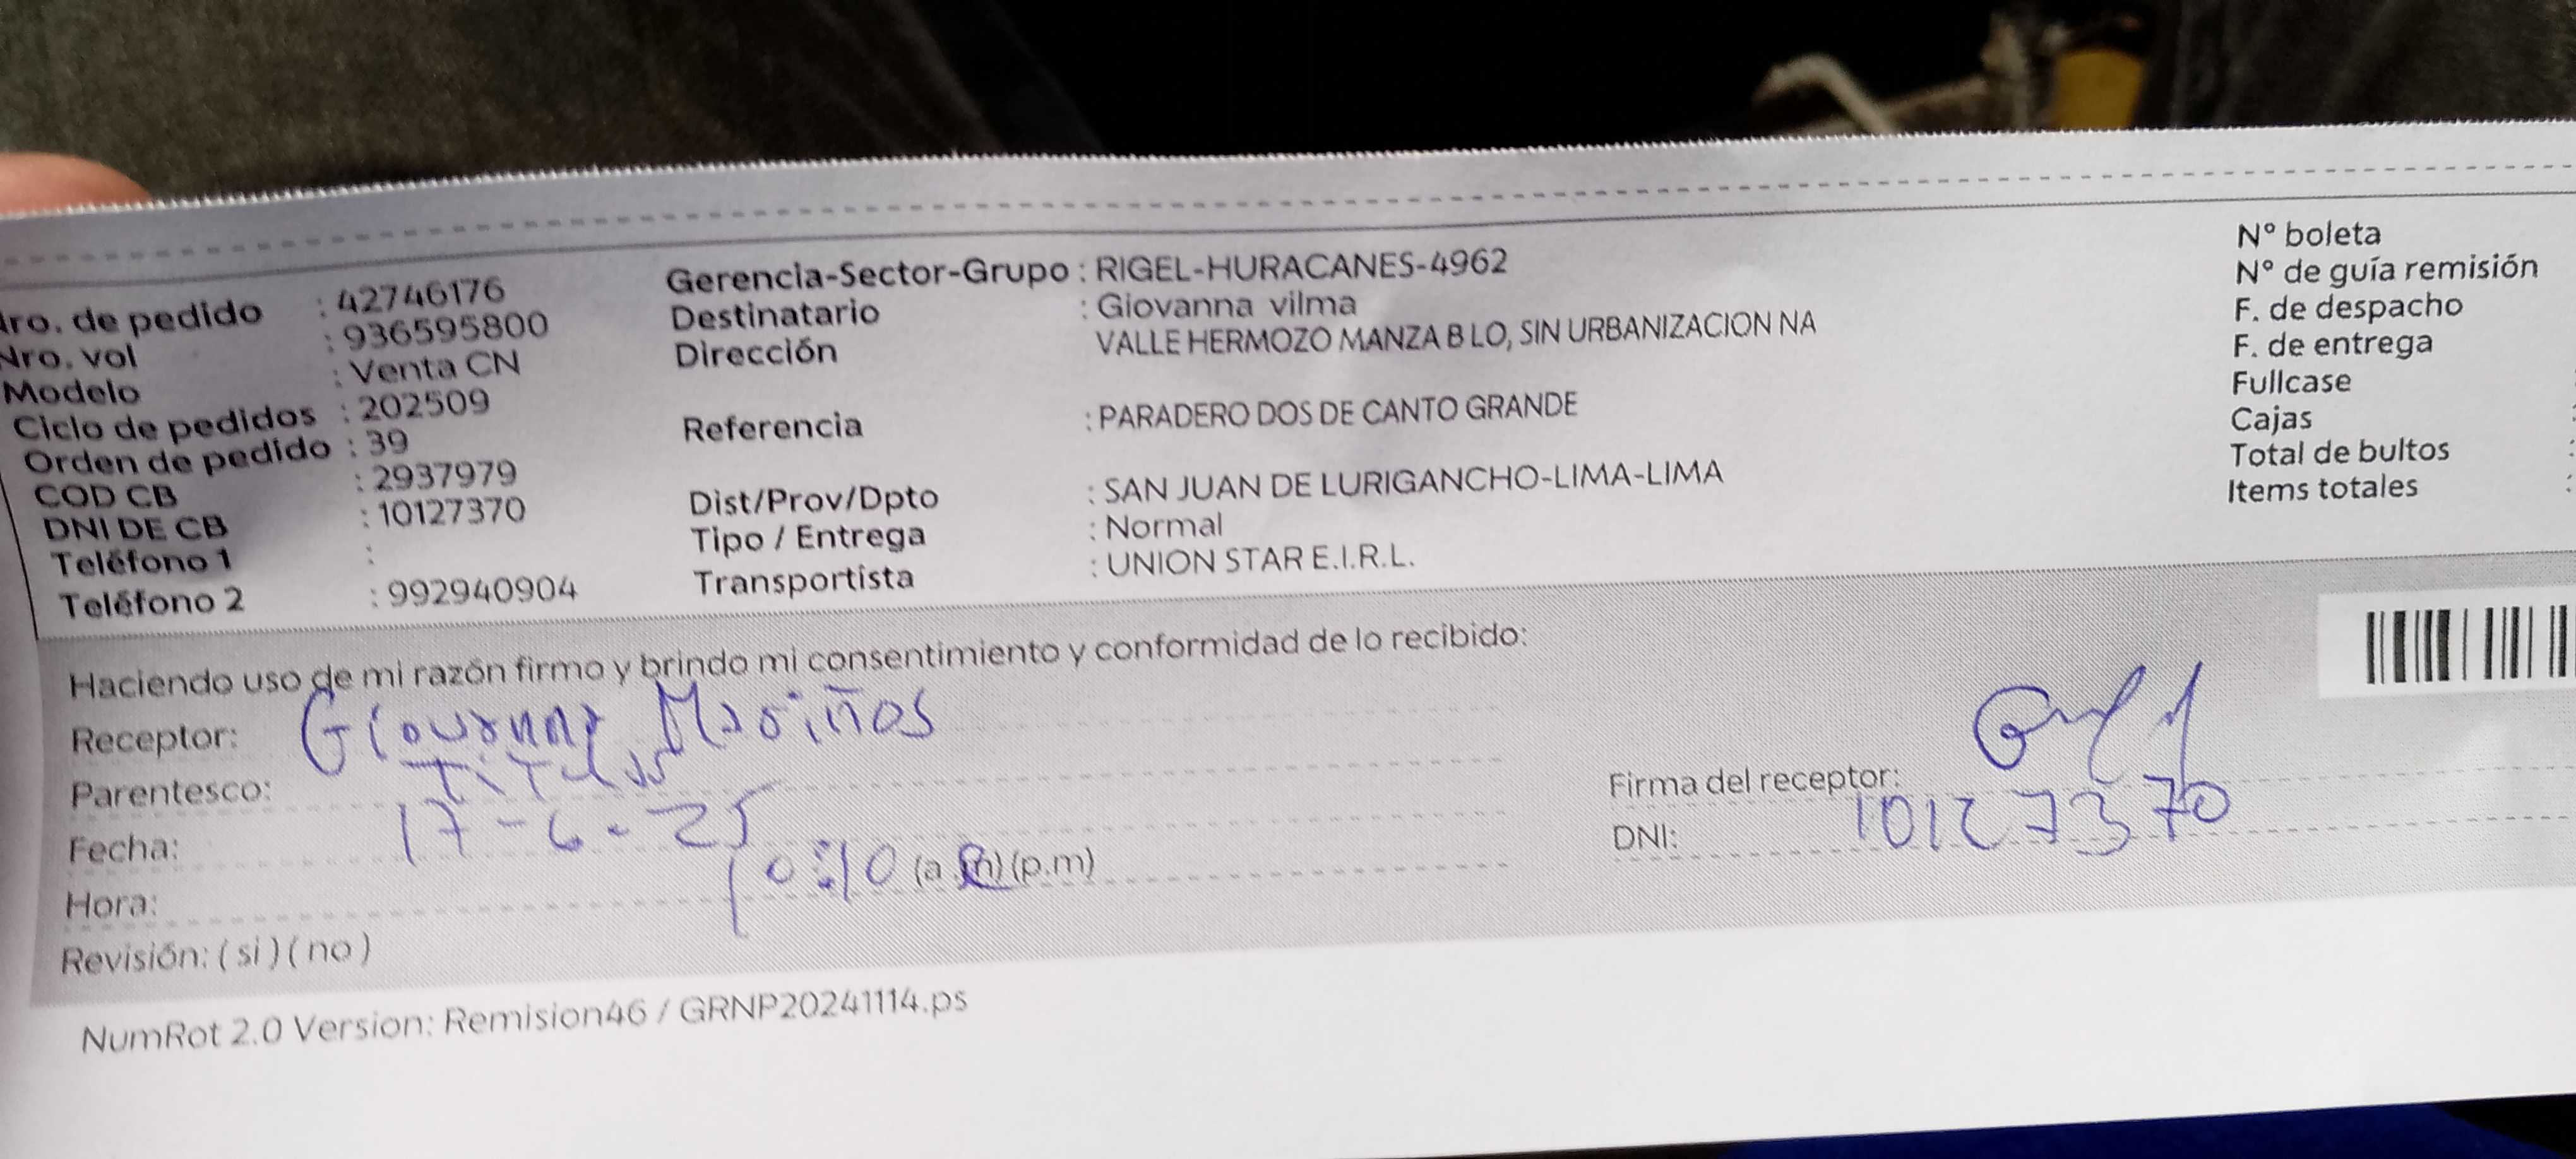 Nro. de pedido : 42746176
Nro. vol : 936595800
Modelo : Venta CN
Ciclo de pedidos : 202509
Orden de pedido : 39
COD CB : 2937979
DNI DE CB : 10127370
Teléfono 1 :
Teléfono 2 : 992940904
Gerencia-Sector-Grupo : RIGEL-HURACANES-4962
Destinatario : Giovanna vilma
Dirección VALLE HERMOZO MANZA B LO, SIN URBANIZACION NA
Referencia : PARADERO DOS DE CANTO GRANDE
Dist/Prov/Dpto : SAN JUAN DE LURIGANCHO-LIMA-LIMA
Tipo / Entrega : Normal
Transportista : UNION STAR E.I.R.L.
N° boleta
N° de guía remisión
F. de despacho
F. de entrega
Fullcase
Cajas
Total de bultos
Items totales
Haciendo uso de mi razón firmo y brindo mi consentimiento y conformidad de lo recibido:
Receptor: Giovanna Mariños
Parentesco: Titular
Fecha: 17-6-25
Hora: 10:10 (a.m) (p.m)
Revisión: ( si ) ( no )
Firma del receptor:
DNI: 10127370
NumRot 2.0 Version: Remision46 / GRNP20241114.ps